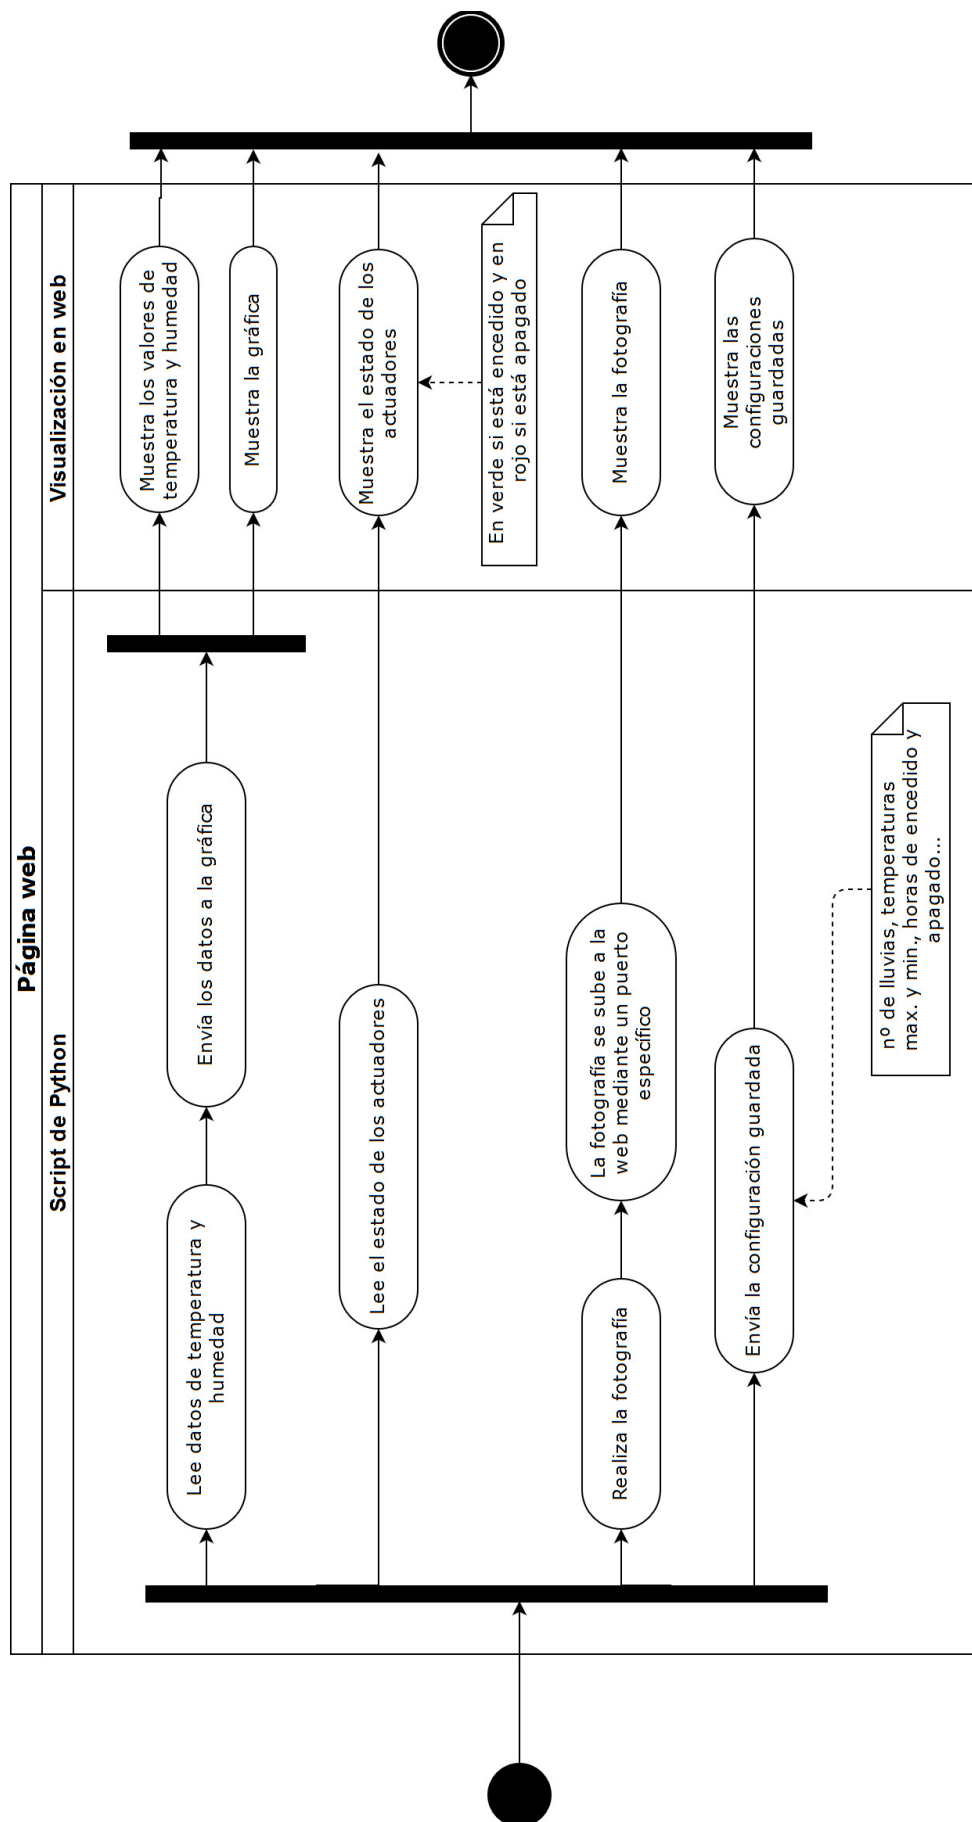 Página web
Script de Python
Visualización en web
Lee datos de temperatura y
humedad
Envía los datos a la gráfica
Muestra los valores de
temperatura y humedad
Muestra la gráfica
Lee el estado de los actuadores
Muestra el estado de los
actuadores
En verde si está encedido y en
rojo si está apagado
Realiza la fotografía
La fotografía se sube a la
web mediante un puerto
específico
Muestra la fotografía
Envía la configuración guardada
Muestra las
configuraciones
guardadas
nº de lluvias, temperaturas
max. y min., horas de encedido y
apagado...